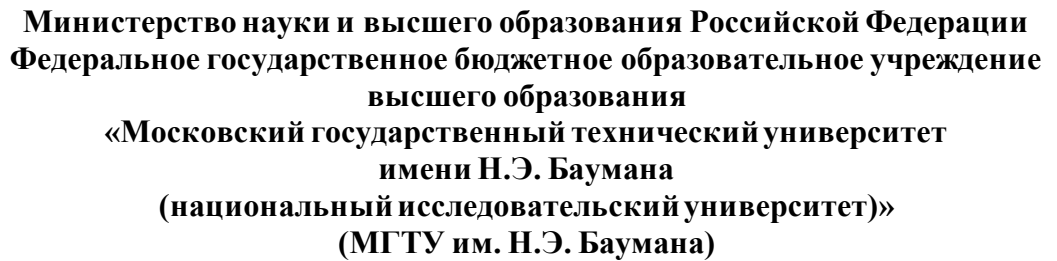 Министерство науки и высшего образования Российской Федерации
Федеральное государственное бюджетное образовательное учреждение
высшего образования
«Московский государственный технический университет
имени Н.Э. Баумана
(национальный исследовательский университет)»
(МГТУ им. Н.Э. Баумана)